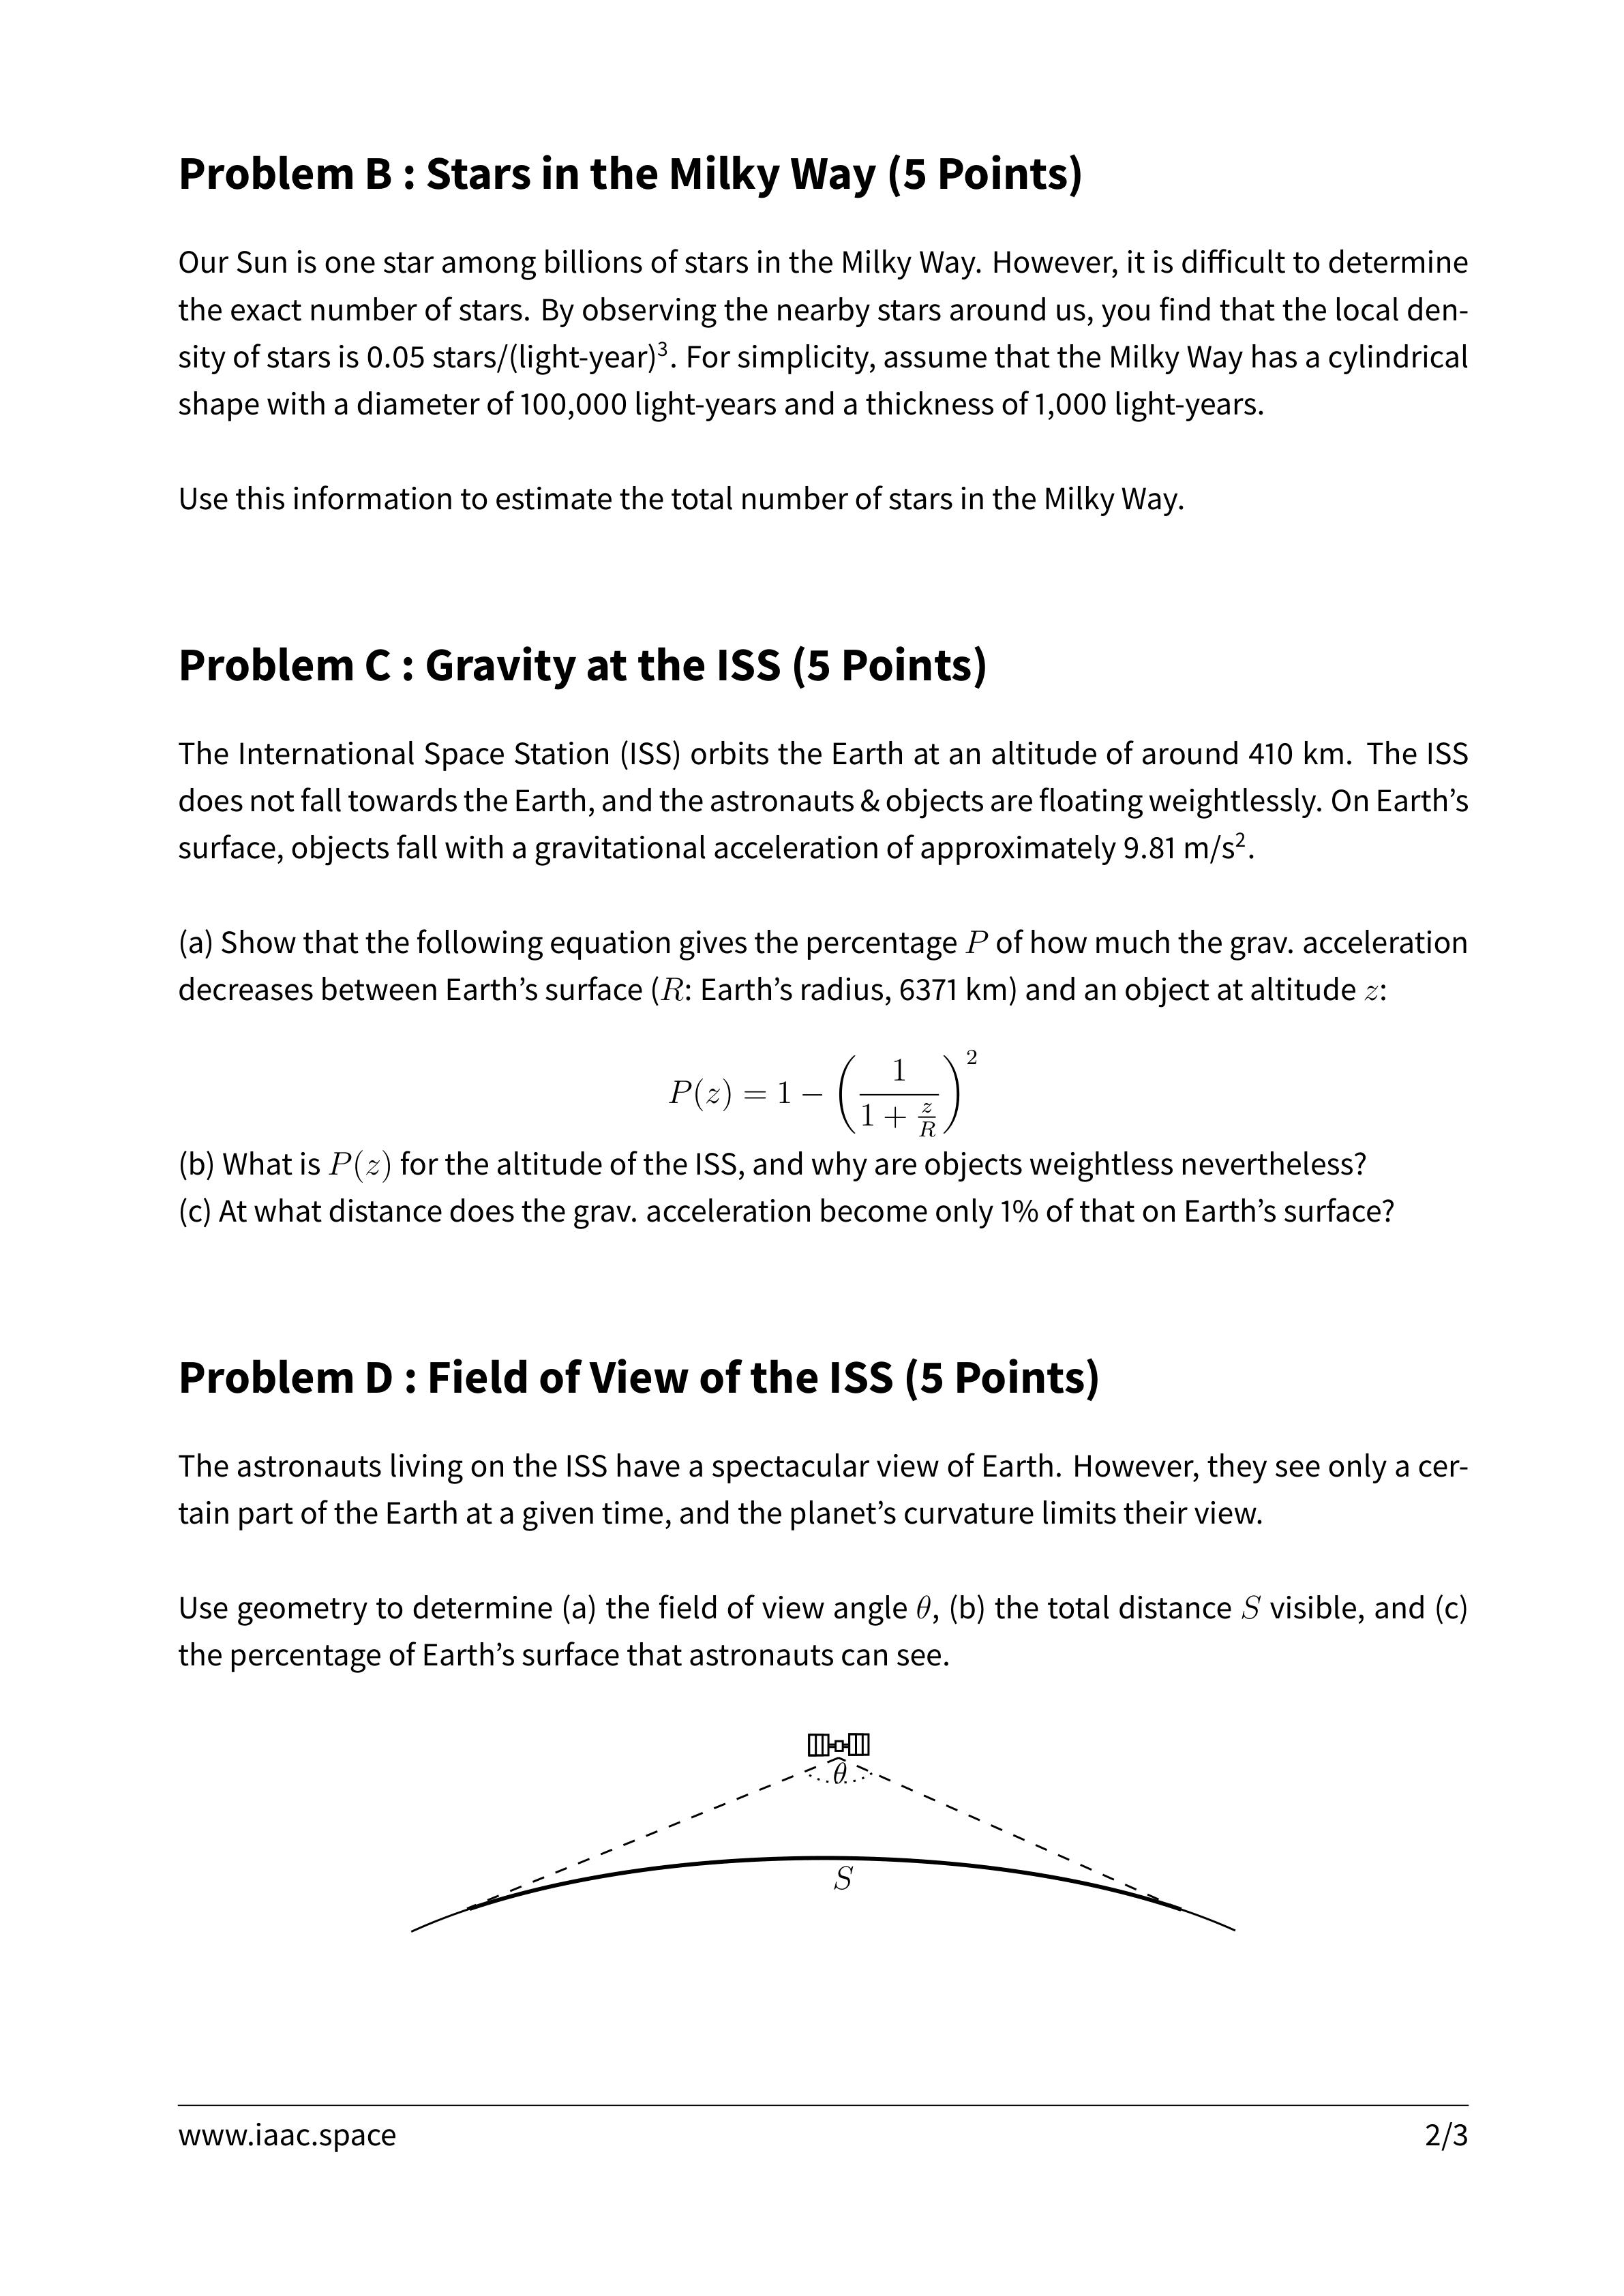 Problem B : Stars in the Milky Way (5 Points)
Our Sun is one star among billions of stars in the Milky Way. However, it is difficult to determine
the exact number of stars. By observing the nearby stars around us, you find that the local den-
sity of stars is 0.05 stars/(light-year)³. For simplicity, assume that the Milky Way has a cylindrical
shape with a diameter of 100,000 light-years and a thickness of 1,000 light-years.
Use this information to estimate the total number of stars in the Milky Way.
Problem C : Gravity at the ISS (5 Points)
The International Space Station (ISS) orbits the Earth at an altitude of around 410 km. The ISS
does not fall towards the Earth, and the astronauts & objects are floating weightlessly. On Earth’s
surface, objects fall with a gravitational acceleration of approximately 9.81 m/s².
(a) Show that the following equation gives the percentage P of how much the grav. acceleration
decreases between Earth’s surface (R: Earth’s radius, 6371 km) and an object at altitude z:
P(z) = 1 − (1 / (1 + z/R))²
(b) What is P(z) for the altitude of the ISS, and why are objects weightless nevertheless?
(c) At what distance does the grav. acceleration become only 1% of that on Earth’s surface?
Problem D : Field of View of the ISS (5 Points)
The astronauts living on the ISS have a spectacular view of Earth. However, they see only a cer-
tain part of the Earth at a given time, and the planet’s curvature limits their view.
Use geometry to determine (a) the field of view angle θ, (b) the total distance S visible, and (c)
the percentage of Earth’s surface that astronauts can see.
θ
S
www.iaac.space
2/3